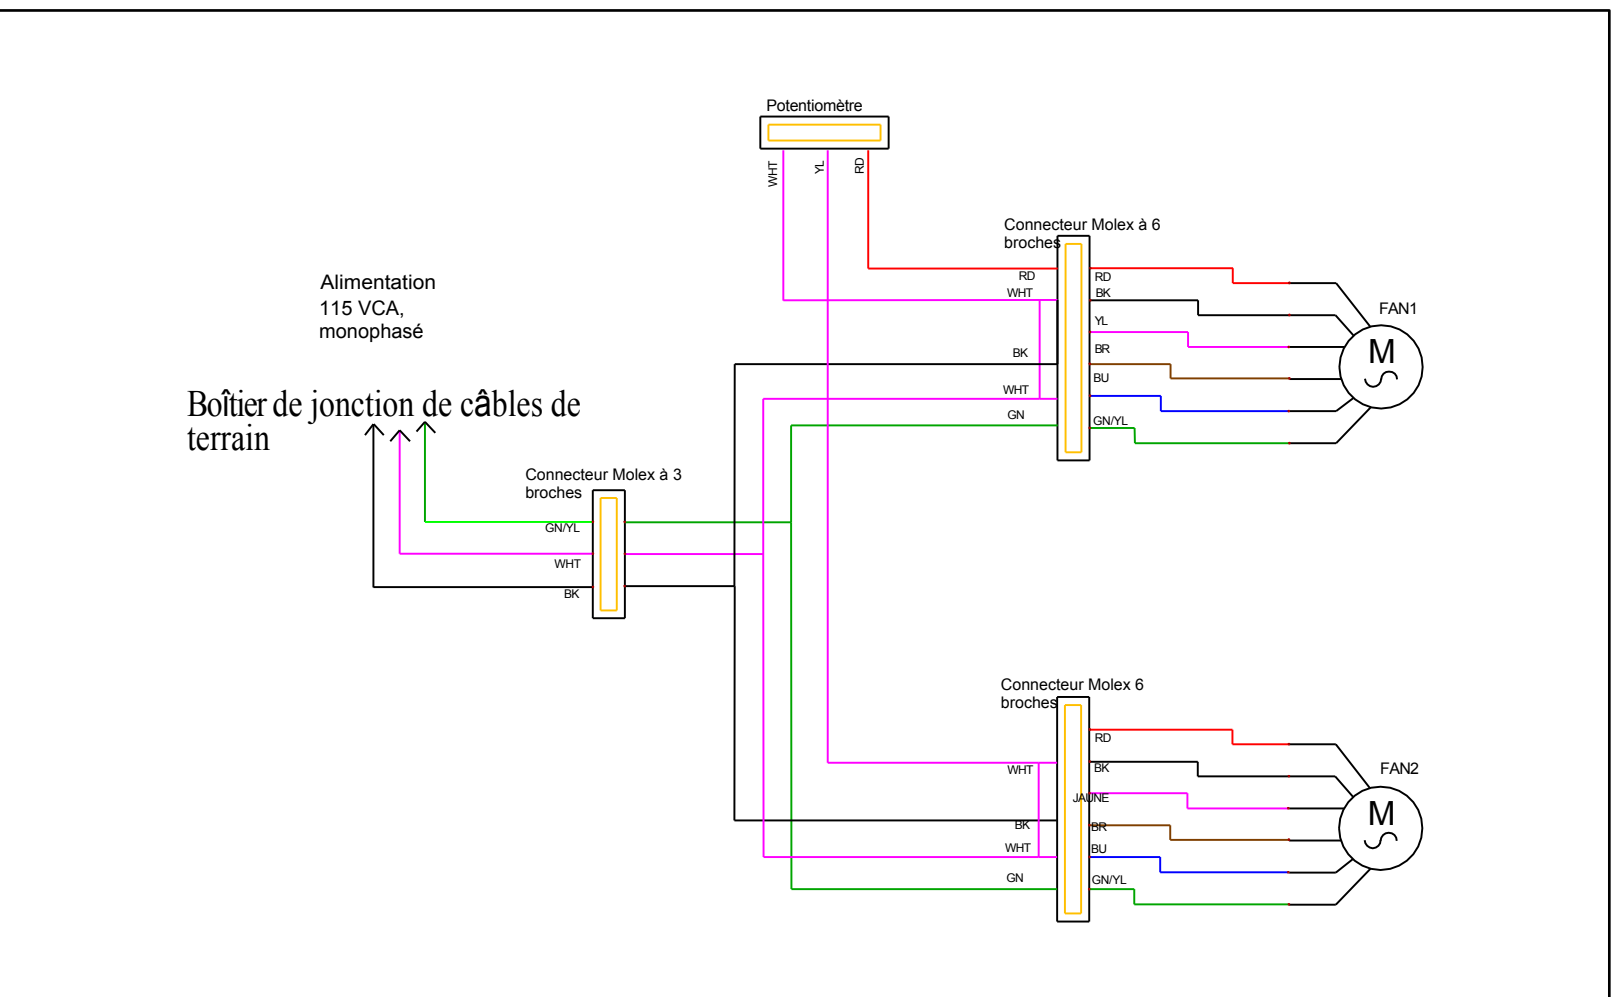 Potentiomètre
WHT
YL
RD
Connecteur Molex à 6
broches
RD
WHT
BK
WHT
GN
RD
BK
YL
BR
BU
GN/YL
FAN1
M
Alimentation
115 VCA,
monophasé
Boîtier de jonction de câbles de
terrain
Connecteur Molex à 3
broches
GN/YL
WHT
BK
Connecteur Molex 6
broches
WHT
BK
WHT
GN
RD
BK
JAUNE
BR
BU
GN/YL
FAN2
M